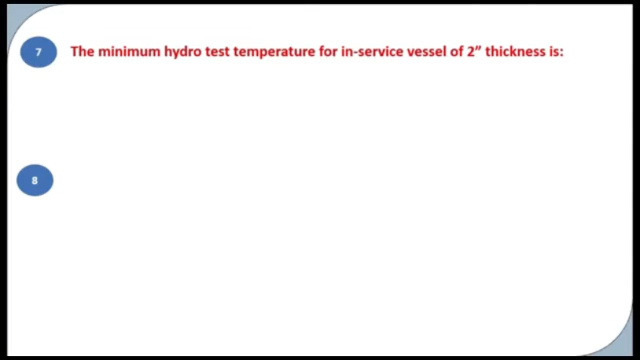 7 The minimum hydro test temperature for in-service vessel of 2″ thickness is:
8